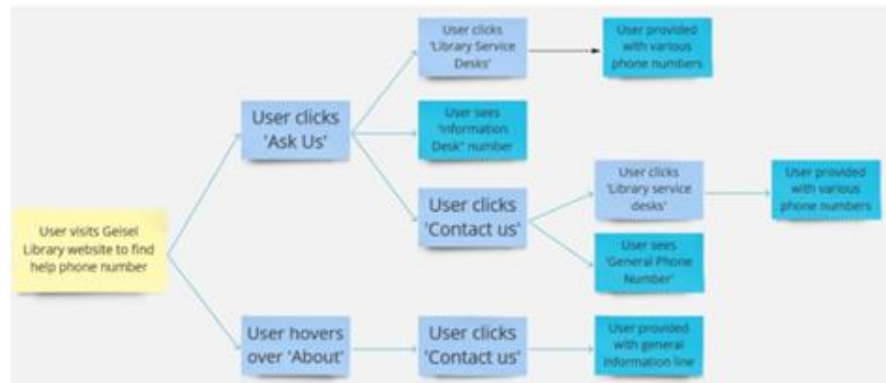 User clicks
'Library Service
Desks'
User provided
with various
phone numbers
User clicks
'Ask Us'
User sees
'Information
Desk" number
User clicks
'Library service
desks'
User provided
with various
phone numbers
User clicks
'Contact us'
User visits Geisel
Library website to find
help phone number
User sees
'General Phone
Number'
User hovers
over 'About'
User clicks
'Contact us'
User provided
with general
information line